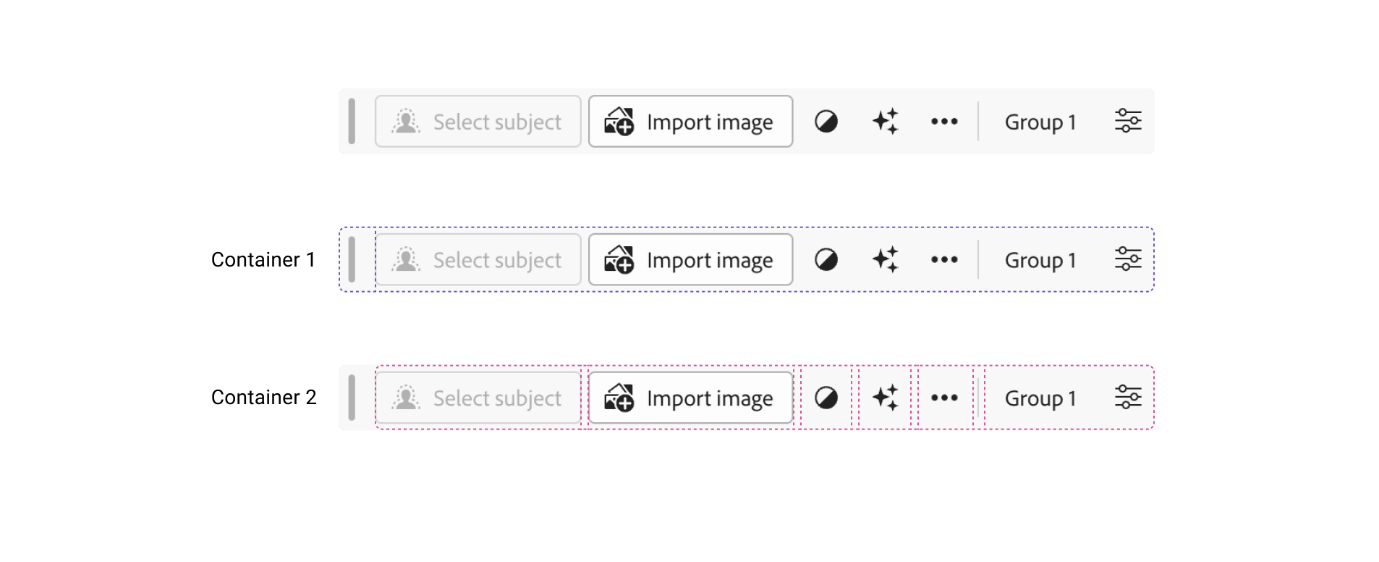 Select subject Import image Group 1
Container 1 Select subject Import image Group 1
Container 2 Select subject Import image Group 1